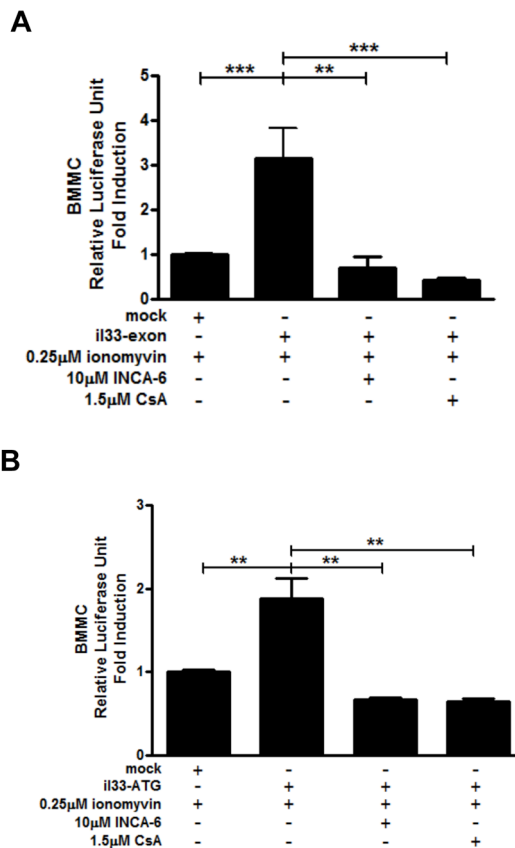 A
*** 
*** **
5
4
3
2
1
0
BMMC
Relative Luciferase Unit
Fold Induction
mock + - - -
il33-exon - + + +
0.25μM ionomyvin + + + +
10μM INCA-6 - - + -
1.5μM CsA - - - +
B
**
** **
3
2
1
0
BMMC
Relative Luciferase Unit
Fold Induction
mock + - - -
il33-ATG - + + +
0.25μM ionomyvin + + + +
10μM INCA-6 - - + -
1.5μM CsA - - - +